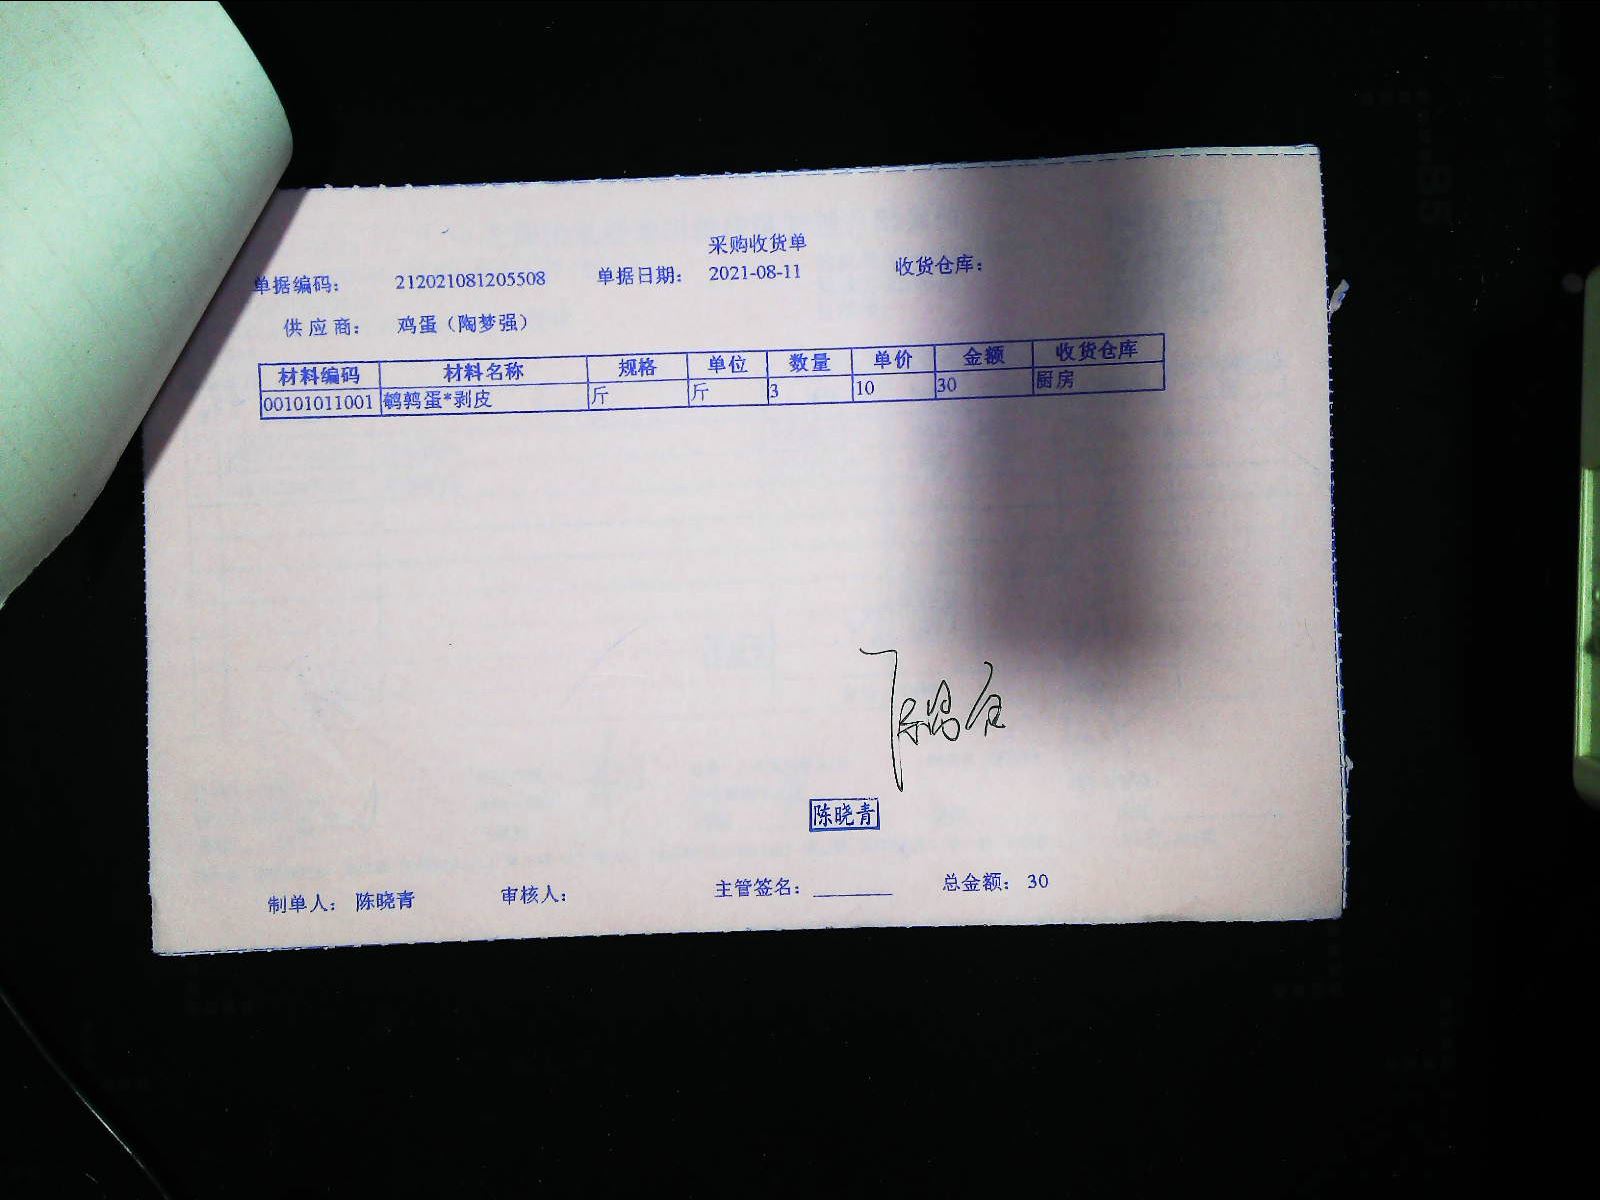 采购收货单
单据编码： 212021081205508 单据日期： 2021-08-11 收货仓库：
供应商： 鸡蛋（陶梦强）
材料编码 材料名称 规格 单位 数量 单价 金额 收货仓库
00101011001 鹌鹑蛋*剥皮 斤 斤 3 10 30 厨房
陈晓青
制单人： 陈晓青 审核人： 主管签名： 总金额： 30